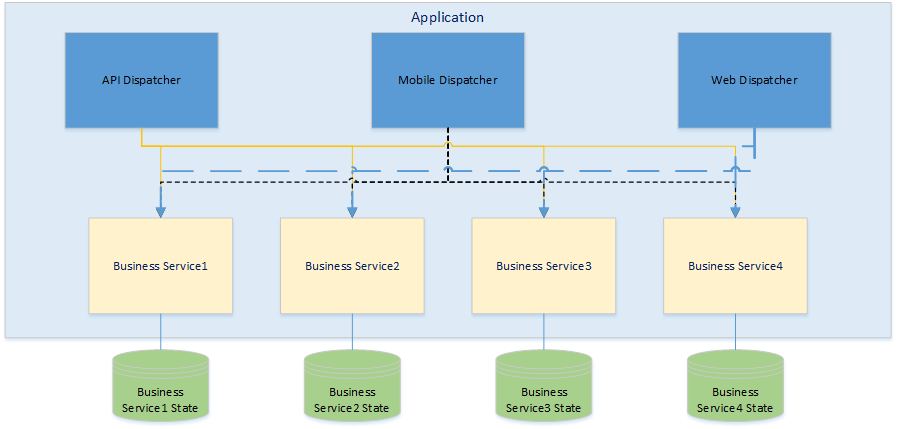 Application
API Dispatcher
Mobile Dispatcher
Web Dispatcher
Business Service1
Business Service2
Business Service3
Business Service4
Business
Service1 State
Business
Service2 State
Business
Service3 State
Business
Service4 State